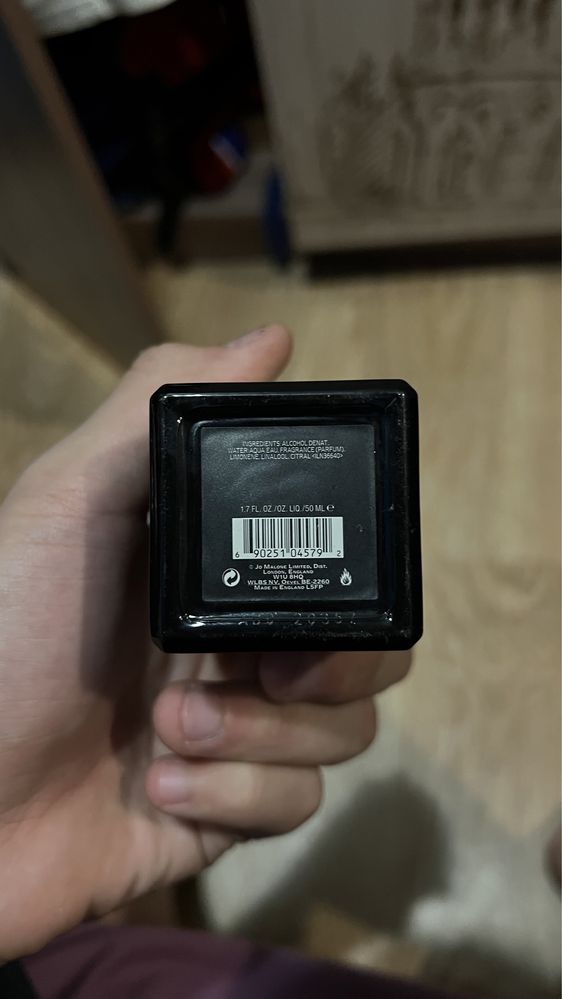 INGREDIENTS: ALCOHOL DENAT.,
WATER\AQUA\EAU, FRAGRANCE (PARFUM),
LIMONENE, LINALOOL, CITRAL <ILN36640>
1.7 FL. OZ./OZ. LIQ./50 ML ℮
6 90251 04579 2
© JO MALONE LIMITED, DIST.
LONDON, ENGLAND
W1U 8HQ
WLBS NV, OEVEL BE-2260
MADE IN ENGLAND L5FP